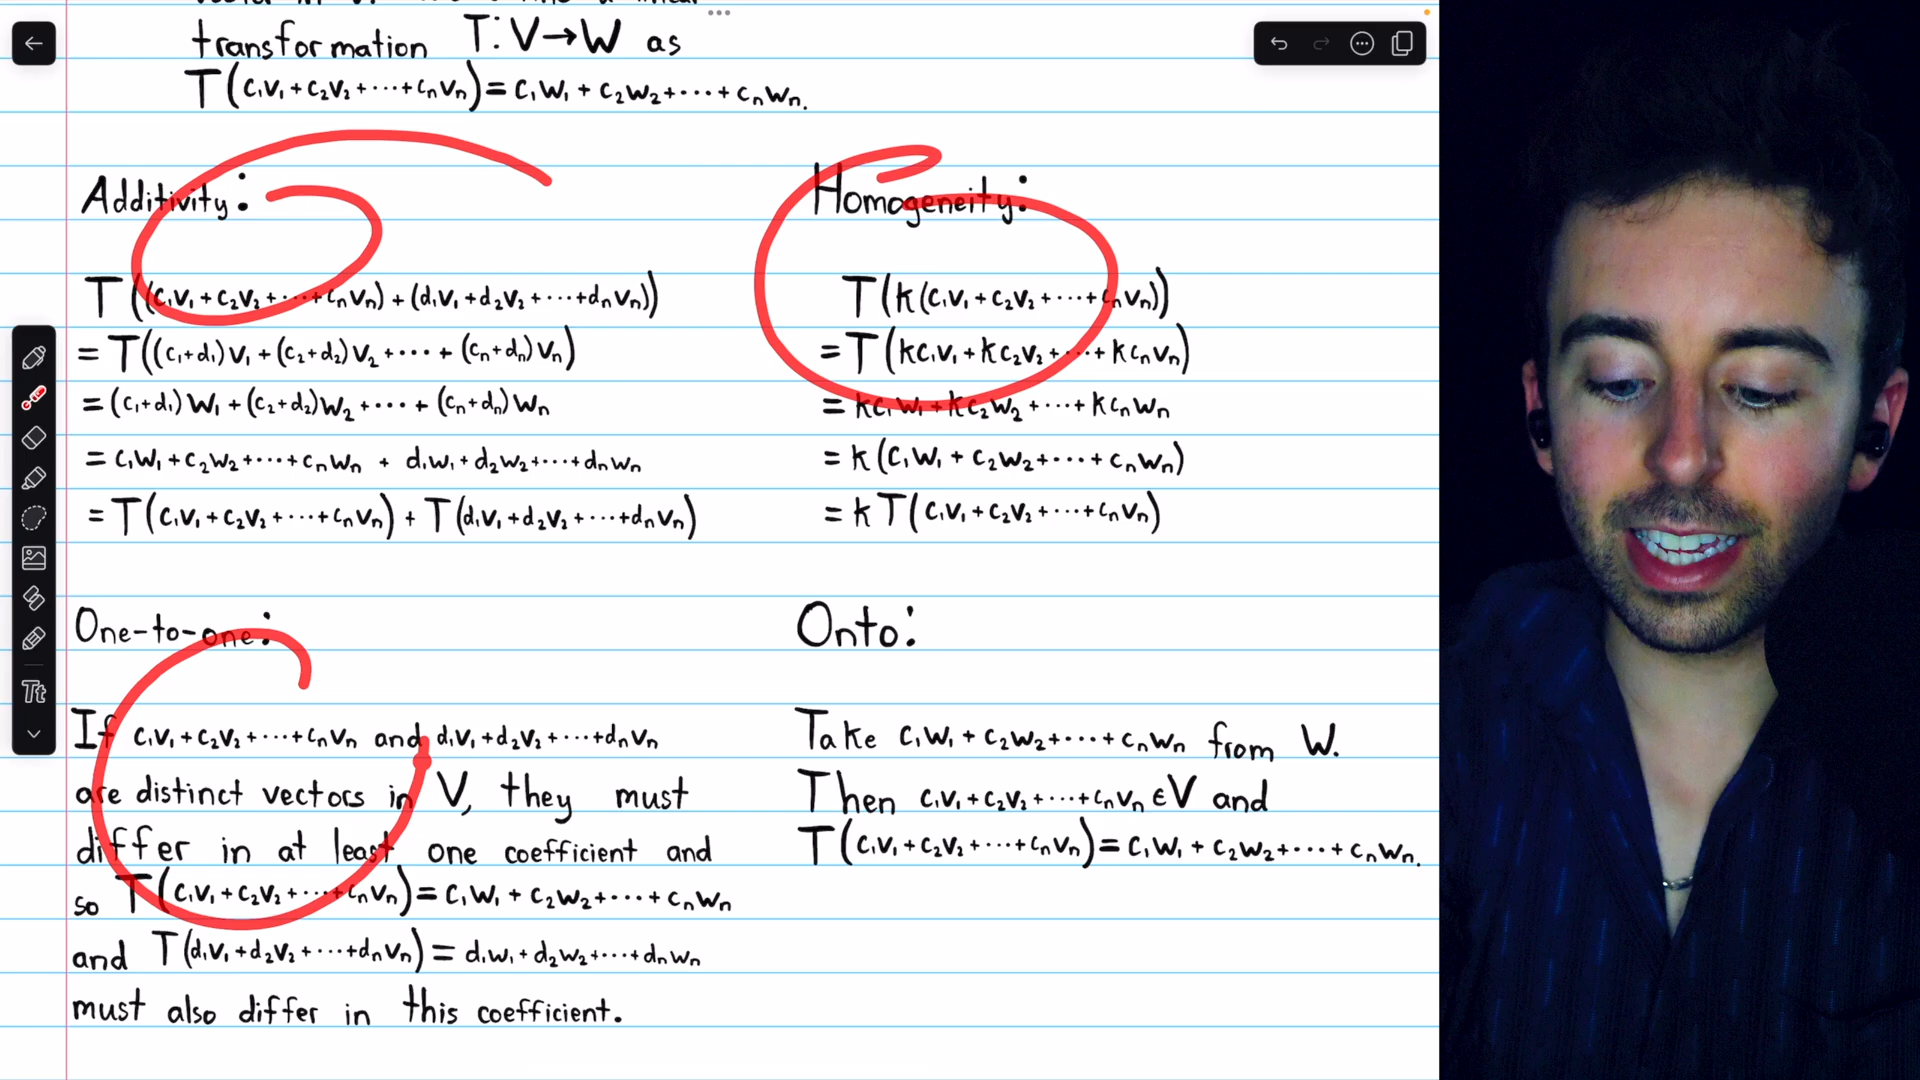 transformation T: V→W as
T(c₁v₁+c₂v₂+⋯+cₙvₙ)=c₁w₁+c₂w₂+⋯+cₙwₙ.
Additivity:
T((c₁v₁+c₂v₂+⋯+cₙvₙ)+(d₁v₁+d₂v₂+⋯+dₙvₙ))
=T((c₁+d₁)v₁+(c₂+d₂)v₂+⋯+(cₙ+dₙ)vₙ)
=(c₁+d₁)w₁+(c₂+d₂)w₂+⋯+(cₙ+dₙ)wₙ
=c₁w₁+c₂w₂+⋯+cₙwₙ + d₁w₁+d₂w₂+⋯+dₙwₙ
=T(c₁v₁+c₂v₂+⋯+cₙvₙ)+T(d₁v₁+d₂v₂+⋯+dₙvₙ)
Homogeneity:
T(k(c₁v₁+c₂v₂+⋯+cₙvₙ))
=T(kc₁v₁+kc₂v₂+⋯+kcₙvₙ)
=kc₁w₁+kc₂w₂+⋯+kcₙwₙ
=k(c₁w₁+c₂w₂+⋯+cₙwₙ)
=kT(c₁v₁+c₂v₂+⋯+cₙvₙ)
One-to-one:
If c₁v₁+c₂v₂+⋯+cₙvₙ and d₁v₁+d₂v₂+⋯+dₙvₙ
are distinct vectors in V, they must
differ in at least one coefficient and
so T(c₁v₁+c₂v₂+⋯+cₙvₙ)=c₁w₁+c₂w₂+⋯+cₙwₙ
and T(d₁v₁+d₂v₂+⋯+dₙvₙ)=d₁w₁+d₂w₂+⋯+dₙwₙ
must also differ in this coefficient.
Onto:
Take c₁w₁+c₂w₂+⋯+cₙwₙ from W.
Then c₁v₁+c₂v₂+⋯+cₙvₙ∈V and
T(c₁v₁+c₂v₂+⋯+cₙvₙ)=c₁w₁+c₂w₂+⋯+cₙwₙ.
Tt